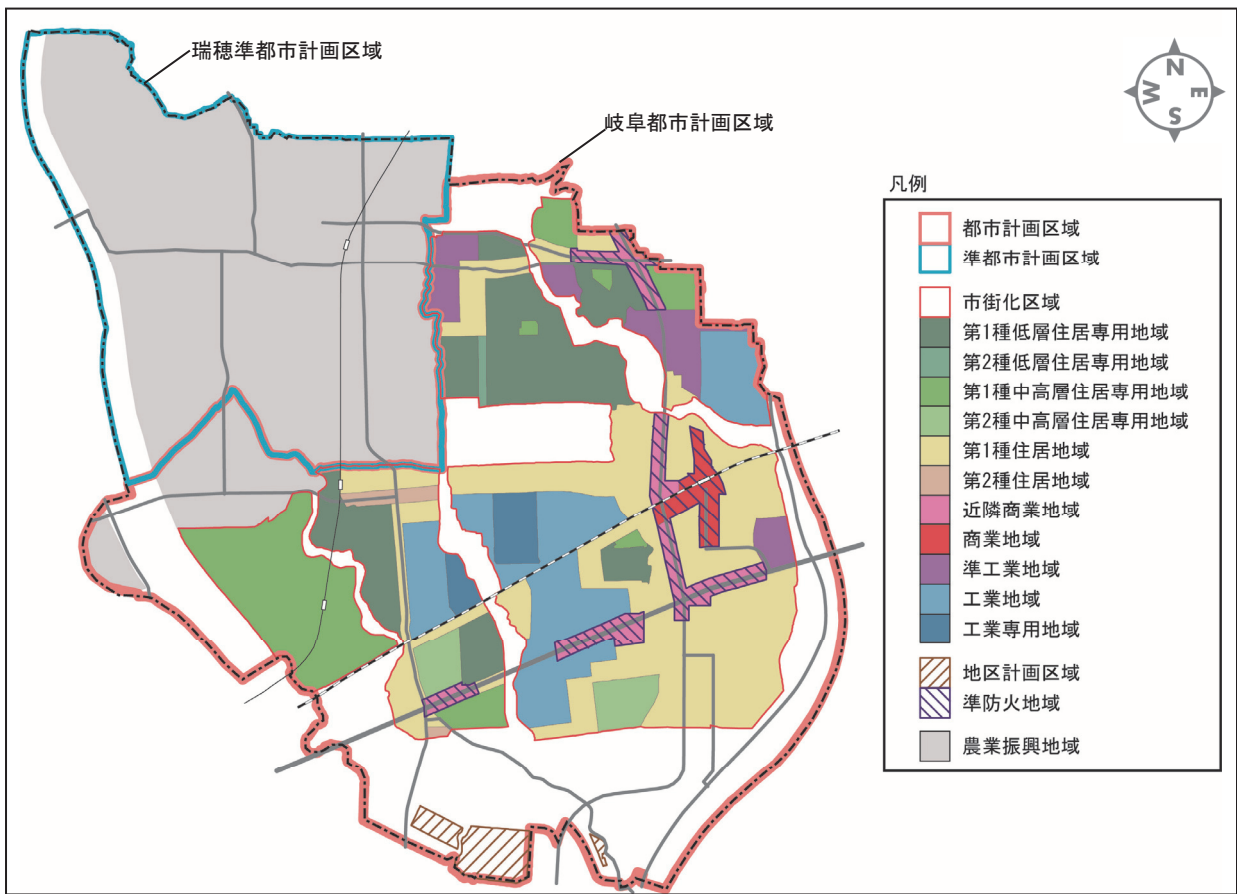 瑞穂準都市計画区域
岐阜都市計画区域
N
W
E
S
凡例
都市計画区域
準都市計画区域
市街化区域
第1種低層住居専用地域
第2種低層住居専用地域
第1種中高層住居専用地域
第2種中高層住居専用地域
第1種住居地域
第2種住居地域
近隣商業地域
商業地域
準工業地域
工業地域
工業専用地域
地区計画区域
準防火地域
農業振興地域